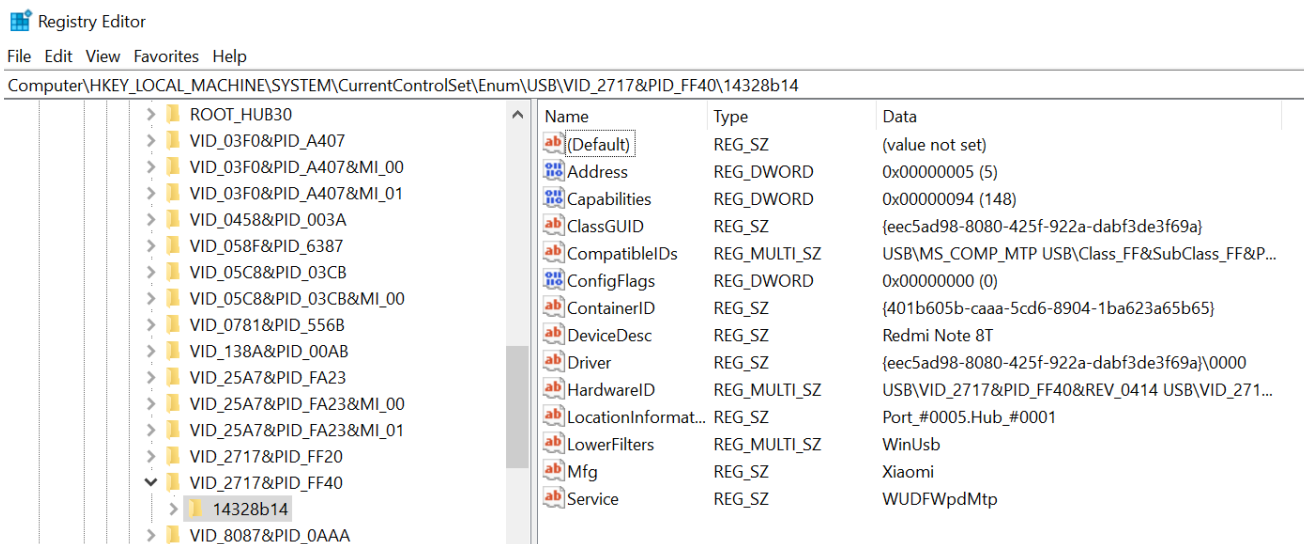 Registry Editor
File Edit View Favorites Help
Computer\HKEY_LOCAL_MACHINE\SYSTEM\CurrentControlSet\Enum\USB\VID_2717&PID_FF40\14328b14
ROOT_HUB30
VID_03F0&PID_A407
VID_03F0&PID_A407&MI_00
VID_03F0&PID_A407&MI_01
VID_0458&PID_003A
VID_058F&PID_6387
VID_05C8&PID_03CB
VID_05C8&PID_03CB&MI_00
VID_0781&PID_556B
VID_138A&PID_00AB
VID_25A7&PID_FA23
VID_25A7&PID_FA23&MI_00
VID_25A7&PID_FA23&MI_01
VID_2717&PID_FF20
VID_2717&PID_FF40
14328b14
VID_8087&PID_0AAA
Name Type Data
(Default) REG_SZ (value not set)
Address REG_DWORD 0x00000005 (5)
Capabilities REG_DWORD 0x00000094 (148)
ClassGUID REG_SZ {eec5ad98-8080-425f-922a-dabf3de3f69a}
CompatibleIDs REG_MULTI_SZ USB\MS_COMP_MTP USB\Class_FF&SubClass_FF&P...
ConfigFlags REG_DWORD 0x00000000 (0)
ContainerID REG_SZ {401b605b-caaa-5cd6-8904-1ba623a65b65}
DeviceDesc REG_SZ Redmi Note 8T
Driver REG_SZ {eec5ad98-8080-425f-922a-dabf3de3f69a}\0000
HardwareID REG_MULTI_SZ USB\VID_2717&PID_FF40&REV_0414 USB\VID_271...
LocationInformat... REG_SZ Port_#0005.Hub_#0001
LowerFilters REG_MULTI_SZ WinUsb
Mfg REG_SZ Xiaomi
Service REG_SZ WUDFWpdMtp